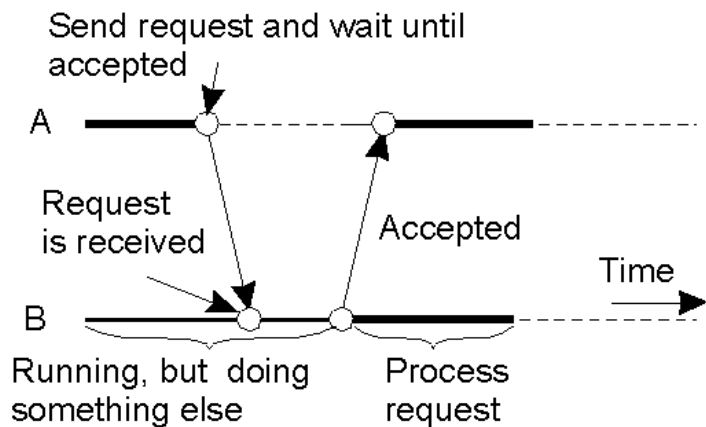 Send request and wait until
accepted
A
Request
is received
Accepted
Time
B
Running, but doing
something else
Process
request